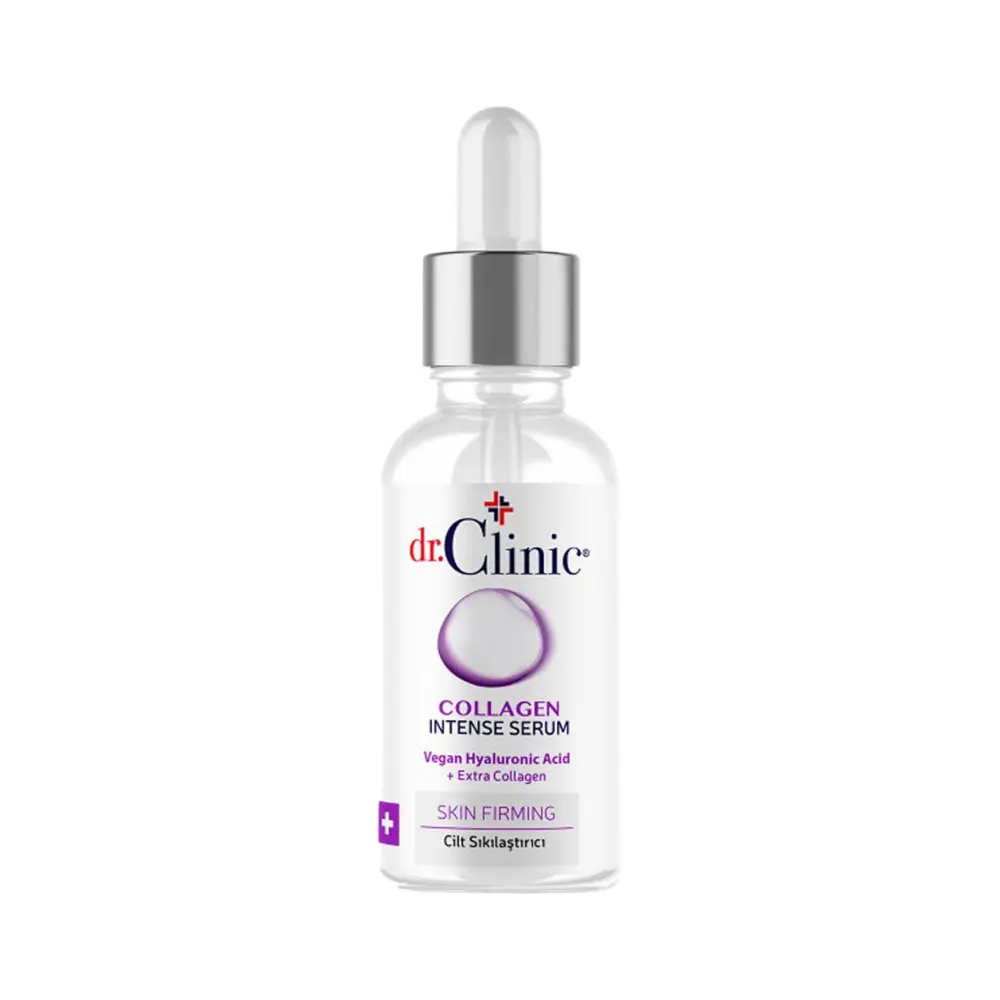 dr.Clinic®
COLLAGEN
INTENSE SERUM
Vegan Hyaluronic Acid
+ Extra Collagen
SKIN FIRMING
Cilt Sıkılaştırıcı